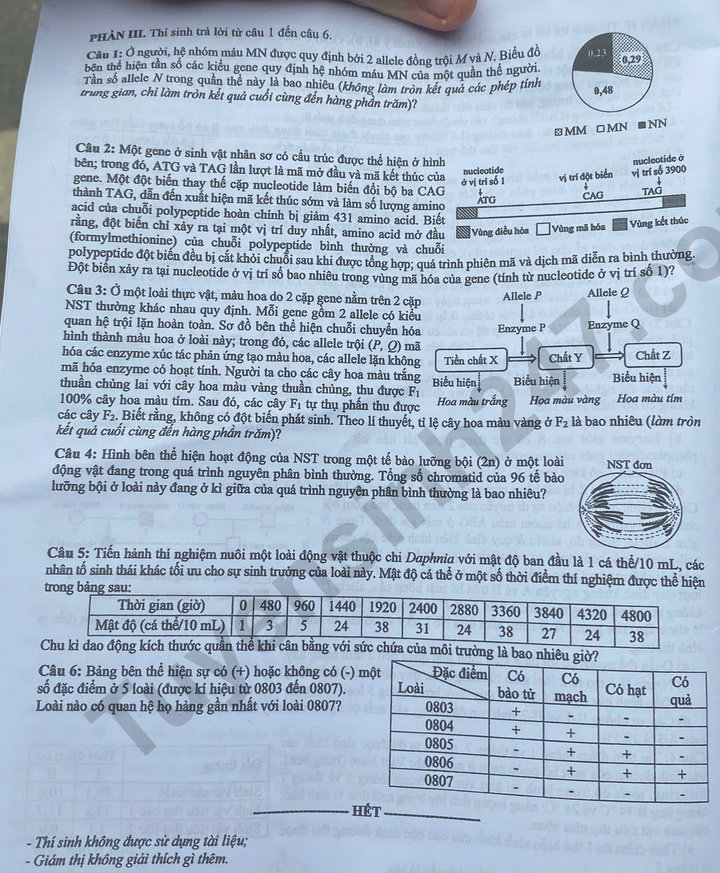 PHẦN III. Thí sinh trả lời từ câu 1 đến câu 6.
Câu 1: Ở người, hệ nhóm máu MN được quy định bởi 2 allele đồng trội M và N. Biểu đồ
bên thể hiện tần số các kiểu gene quy định hệ nhóm máu MN của một quần thể người.
Tần số allele N trong quần thể này là bao nhiêu (không làm tròn kết quả các phép tính
trung gian, chỉ làm tròn kết quả cuối cùng đến hàng phần trăm)?
0,23
0,29
0,48
MM MN NN
Câu 2: Một gene ở sinh vật nhân sơ có cấu trúc được thể hiện ở hình
bên; trong đó, ATG và TAG lần lượt là mã mở đầu và mã kết thúc của
gene. Một đột biến thay thế cặp nucleotide làm biến đổi bộ ba CAG
thành TAG, dẫn đến xuất hiện mã kết thúc sớm và làm số lượng amino
acid của chuỗi polypeptide hoàn chỉnh bị giảm 431 amino acid. Biết
rằng, đột biến chỉ xảy ra tại một vị trí duy nhất, amino acid mở đầu
(formylmethionine) của chuỗi polypeptide bình thường và chuỗi
polypeptide đột biến đều bị cắt khỏi chuỗi sau khi được tổng hợp; quá trình phiên mã và dịch mã diễn ra bình thường.
Đột biến xảy ra tại nucleotide ở vị trí số bao nhiêu trong vùng mã hóa của gene (tính từ nucleotide ở vị trí số 1)?
nucleotide
ở vị trí số 1
vị trí đột biến
nucleotide ở
vị trí số 3900
ATG
CAG
TAG
Vùng điều hòa Vùng mã hóa Vùng kết thúc
Câu 3: Ở một loài thực vật, màu hoa do 2 cặp gene nằm trên 2 cặp
NST thường khác nhau quy định. Mỗi gene gồm 2 allele có kiểu
quan hệ trội lặn hoàn toàn. Sơ đồ bên thể hiện chuỗi chuyển hóa
hình thành màu hoa ở loài này; trong đó, các allele trội (P, Q) mã
hóa các enzyme xúc tác phản ứng tạo màu hoa, các allele lặn không
mã hóa enzyme có hoạt tính. Người ta cho các cây hoa màu trắng
thuần chủng lai với cây hoa màu vàng thuần chủng, thu được F1
100% cây hoa màu tím. Sau đó, các cây F1 tự thụ phấn thu được
các cây F2. Biết rằng, không có đột biến phát sinh. Theo lí thuyết, tỉ lệ cây hoa màu vàng ở F2 là bao nhiêu (làm tròn
kết quả cuối cùng đến hàng phần trăm)?
Allele P
Allele Q
Enzyme P
Enzyme Q
Tiền chất X
Chất Y
Chất Z
Biểu hiện
Biểu hiện
Biểu hiện
Hoa màu trắng
Hoa màu vàng
Hoa màu tím
Câu 4: Hình bên thể hiện hoạt động của NST trong một tế bào lưỡng bội (2n) ở một loài
động vật đang trong quá trình nguyên phân bình thường. Tổng số chromatid của 96 tế bào
lưỡng bội ở loài này đang ở kì giữa của quá trình nguyên phân bình thường là bao nhiêu?
NST đơn
Câu 5: Tiến hành thí nghiệm nuôi một loài động vật thuộc chi Daphnia với mật độ ban đầu là 1 cá thể/10 mL, các
nhân tố sinh thái khác tối ưu cho sự sinh trưởng của loài này. Mật độ cá thể ở một số thời điểm thí nghiệm được thể hiện
trong bảng sau:
Thời gian (giờ) 0 480 960 1440 1920 2400 2880 3360 3840 4320 4800
Mật độ (cá thể/10 mL) 1 3 5 24 38 31 24 38 27 24 38
Chu kì dao động kích thước quần thể khi cân bằng với sức chứa của môi trường là bao nhiêu giờ?
Câu 6: Bảng bên thể hiện sự có (+) hoặc không có (-) một
số đặc điểm ở 5 loài (được kí hiệu từ 0803 đến 0807).
Loài nào có quan hệ họ hàng gần nhất với loài 0807?
Đặc điểm
Loài
Có bào tử
Có mạch
Có hạt
Có quả
0803 + - - -
0804 + + - -
0805 - + + -
0806 - + + +
0807 - - - -
HẾT
- Thí sinh không được sử dụng tài liệu;
- Giám thị không giải thích gì thêm.
Tuyensinh247.com